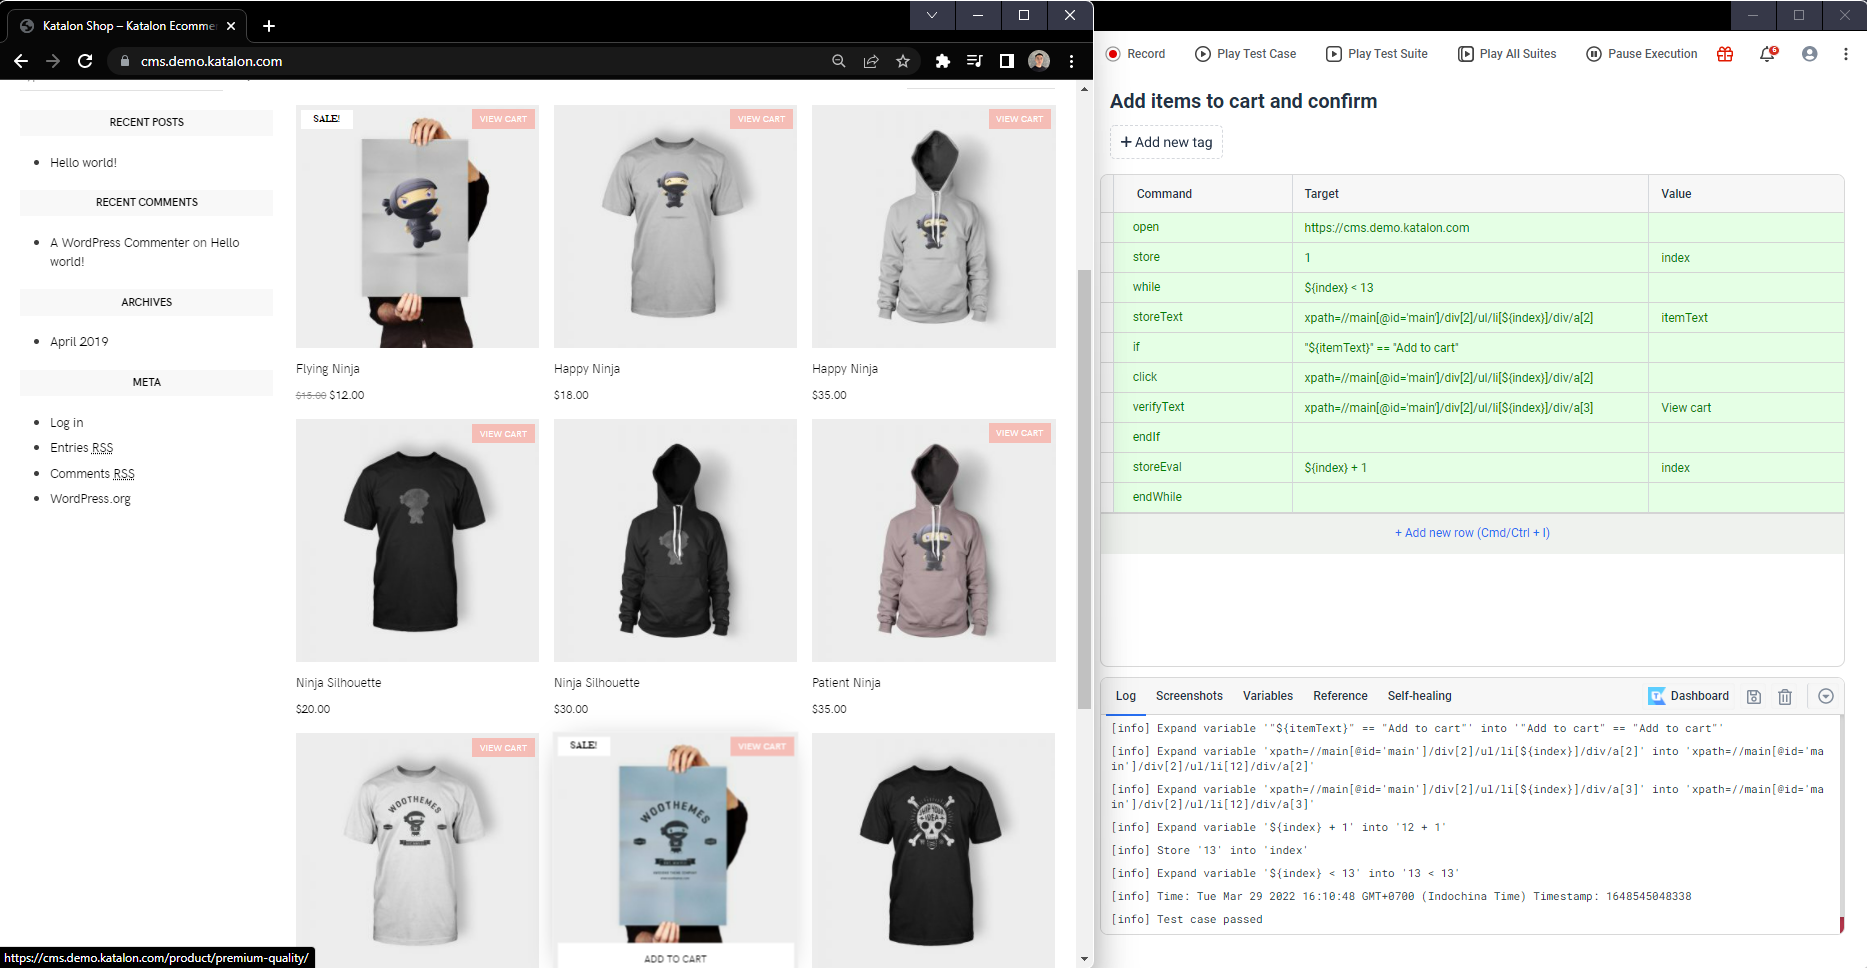 Katalon Shop – Katalon Ecomme
cms.demo.katalon.com
RECENT POSTS
Hello world!
RECENT COMMENTS
A WordPress Commenter on Hello
world!
ARCHIVES
April 2019
META
Log in
Entries RSS
Comments RSS
WordPress.org
SALE!
VIEW CART
VIEW CART
VIEW CART
Flying Ninja
$15.00 $12.00
Happy Ninja
$18.00
Happy Ninja
$35.00
VIEW CART
VIEW CART
Ninja Silhouette
$20.00
Ninja Silhouette
$30.00
Patient Ninja
$35.00
VIEW CART
WOOTHEMES
SALE!
VIEW CART
WOOTHEMES
ADD TO CART
https://cms.demo.katalon.com/product/premium-quality/
Record
Play Test Case
Play Test Suite
Play All Suites
Pause Execution
Add items to cart and confirm
+ Add new tag
Command Target Value
open https://cms.demo.katalon.com
store 1 index
while ${index} < 13
storeText xpath=//main[@id='main']/div[2]/ul/li[${index}]/div/a[2] itemText
if "${itemText}" == "Add to cart"
click xpath=//main[@id='main']/div[2]/ul/li[${index}]/div/a[2]
verifyText xpath=//main[@id='main']/div[2]/ul/li[${index}]/div/a[3] View cart
endIf
storeEval ${index} + 1 index
endWhile
+ Add new row (Cmd/Ctrl + I)
Log Screenshots Variables Reference Self-healing Dashboard
[info] Expand variable '"${itemText}" == "Add to cart"' into '"Add to cart" == "Add to cart"'
[info] Expand variable 'xpath=//main[@id='main']/div[2]/ul/li[${index}]/div/a[2]' into 'xpath=//main[@id='ma
in']/div[2]/ul/li[12]/div/a[2]'
[info] Expand variable 'xpath=//main[@id='main']/div[2]/ul/li[${index}]/div/a[3]' into 'xpath=//main[@id='ma
in']/div[2]/ul/li[12]/div/a[3]'
[info] Expand variable '${index} + 1' into '12 + 1'
[info] Store '13' into 'index'
[info] Expand variable '${index} < 13' into '13 < 13'
[info] Time: Tue Mar 29 2022 16:10:48 GMT+0700 (Indochina Time) Timestamp: 1648545048338
[info] Test case passed